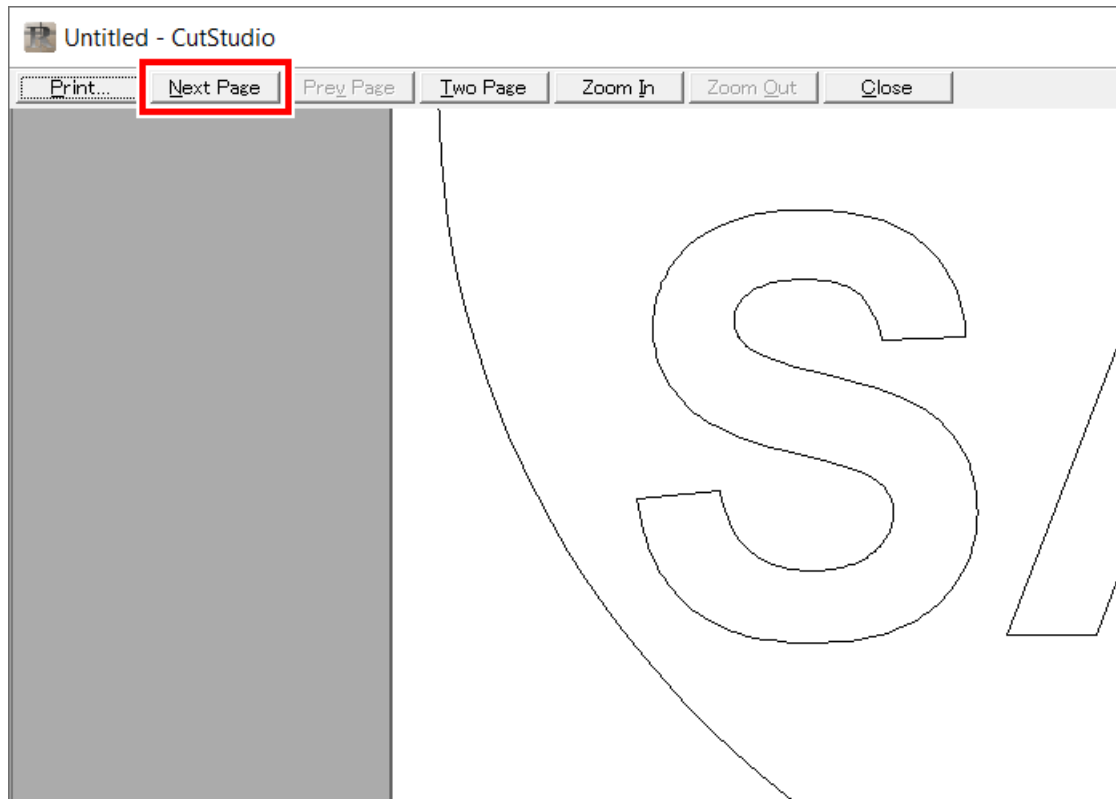 Untitled - CutStudio
Print... Next Page Prev Page Two Page Zoom In Zoom Out Close
S